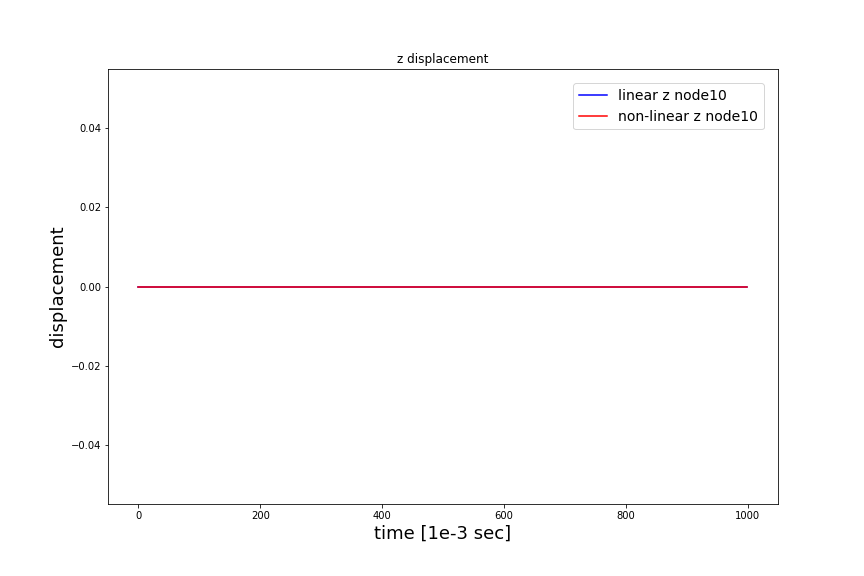 z displacement
linear z node10
non-linear z node10
0.04
0.02
0.00
−0.02
−0.04
displacement
0 200 400 600 800 1000
time [1e-3 sec]